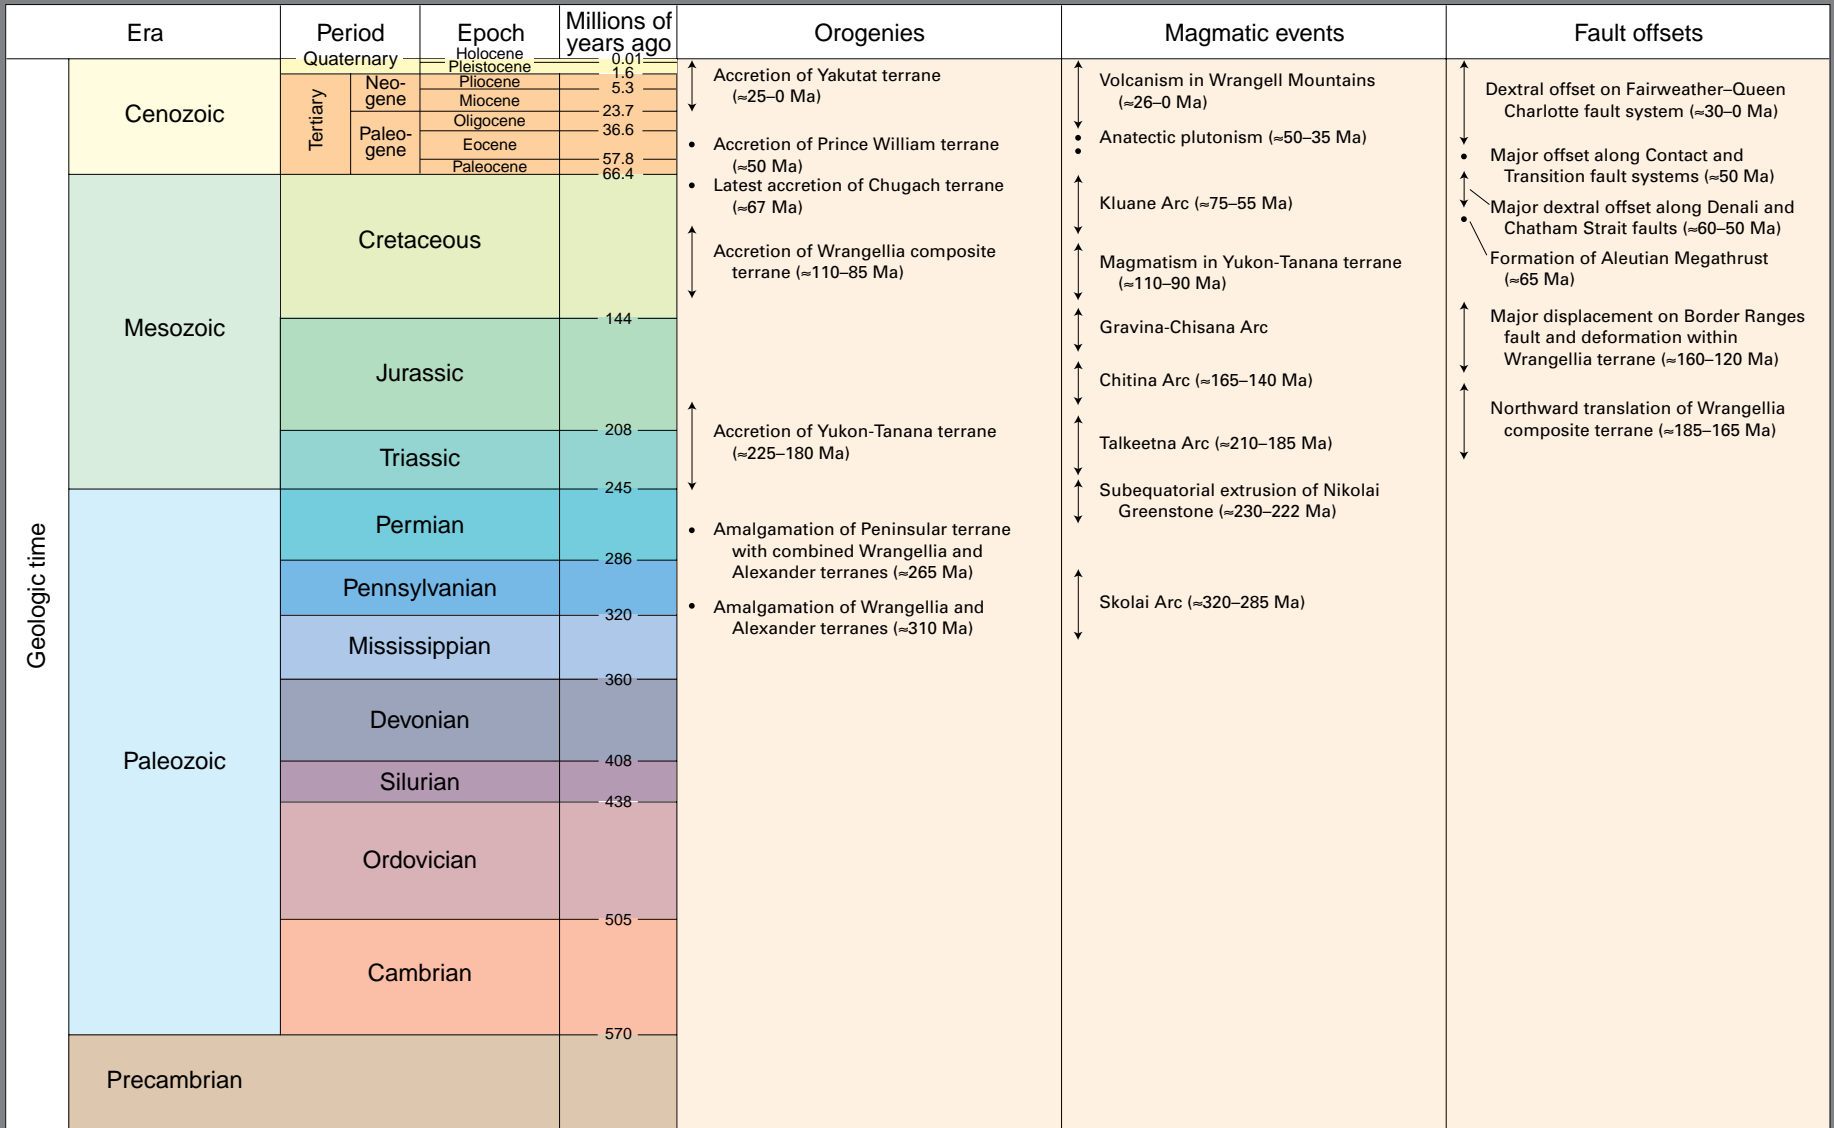 Era
Period
Epoch
Millions of
years ago
Orogenies
Magmatic events
Fault offsets
Geologic time
Cenozoic
Mesozoic
Paleozoic
Precambrian
Quaternary
Tertiary
Neo-
gene
Paleo-
gene
Holocene
Pleistocene
Pliocene
Miocene
Oligocene
Eocene
Paleocene
Cretaceous
Jurassic
Triassic
Permian
Pennsylvanian
Mississippian
Devonian
Silurian
Ordovician
Cambrian
0.01
1.6
5.3
23.7
36.6
57.8
66.4
144
208
245
286
320
360
408
438
505
570
Accretion of Yakutat terrane
(≈25–0 Ma)
• Accretion of Prince William terrane
(≈50 Ma)
• Latest accretion of Chugach terrane
(≈67 Ma)
Accretion of Wrangellia composite
terrane (≈110–85 Ma)
Accretion of Yukon-Tanana terrane
(≈225–180 Ma)
• Amalgamation of Peninsular terrane
with combined Wrangellia and
Alexander terranes (≈265 Ma)
• Amalgamation of Wrangellia and
Alexander terranes (≈310 Ma)
Volcanism in Wrangell Mountains
(≈26–0 Ma)
• Anatectic plutonism (≈50–35 Ma)
•
Kluane Arc (≈75–55 Ma)
Magmatism in Yukon-Tanana terrane
(≈110–90 Ma)
Gravina-Chisana Arc
Chitina Arc (≈165–140 Ma)
Talkeetna Arc (≈210–185 Ma)
Subequatorial extrusion of Nikolai
Greenstone (≈230–222 Ma)
Skolai Arc (≈320–285 Ma)
Dextral offset on Fairweather–Queen
Charlotte fault system (≈30–0 Ma)
• Major offset along Contact and
Transition fault systems (≈50 Ma)
Major dextral offset along Denali and
Chatham Strait faults (≈60–50 Ma)
• Formation of Aleutian Megathrust
(≈65 Ma)
Major displacement on Border Ranges
fault and deformation within
Wrangellia terrane (≈160–120 Ma)
Northward translation of Wrangellia
composite terrane (≈185–165 Ma)